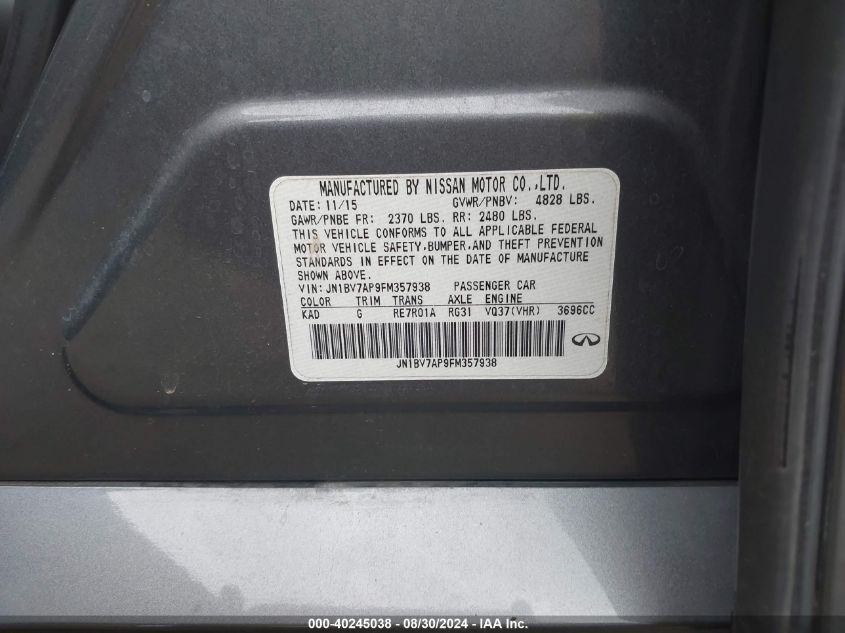 MANUFACTURED BY NISSAN MOTOR CO.,LTD.
DATE: 11/15 GVWR/PNBV: 4828 LBS.
GAWR/PNBE FR: 2370 LBS. RR: 2480 LBS.
THIS VEHICLE CONFORMS TO ALL APPLICABLE FEDERAL
MOTOR VEHICLE SAFETY,BUMPER,AND THEFT PREVENTION
STANDARDS IN EFFECT ON THE DATE OF MANUFACTURE
SHOWN ABOVE.
VIN: JN1BV7AP9FM357938 PASSENGER CAR
COLOR TRIM TRANS AXLE ENGINE
KAD G RE7R01A RG31 VQ37(VHR) 3696CC
JN1BV7AP9FM357938
000-40245038 - 08/30/2024 - IAA Inc.